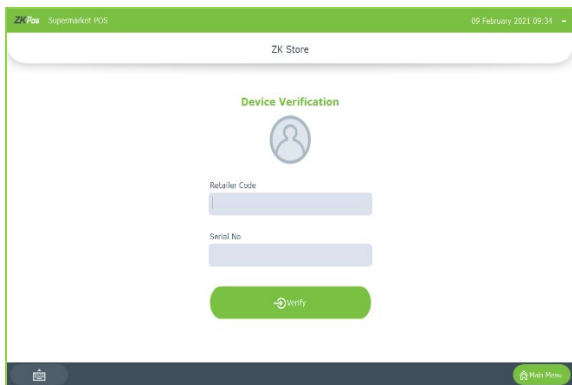 ZKPos Supermarket POS 09 February 2021 09:34 -
ZK Store
Device Verification
Retailer Code
Serial No
Verify
Main Menu